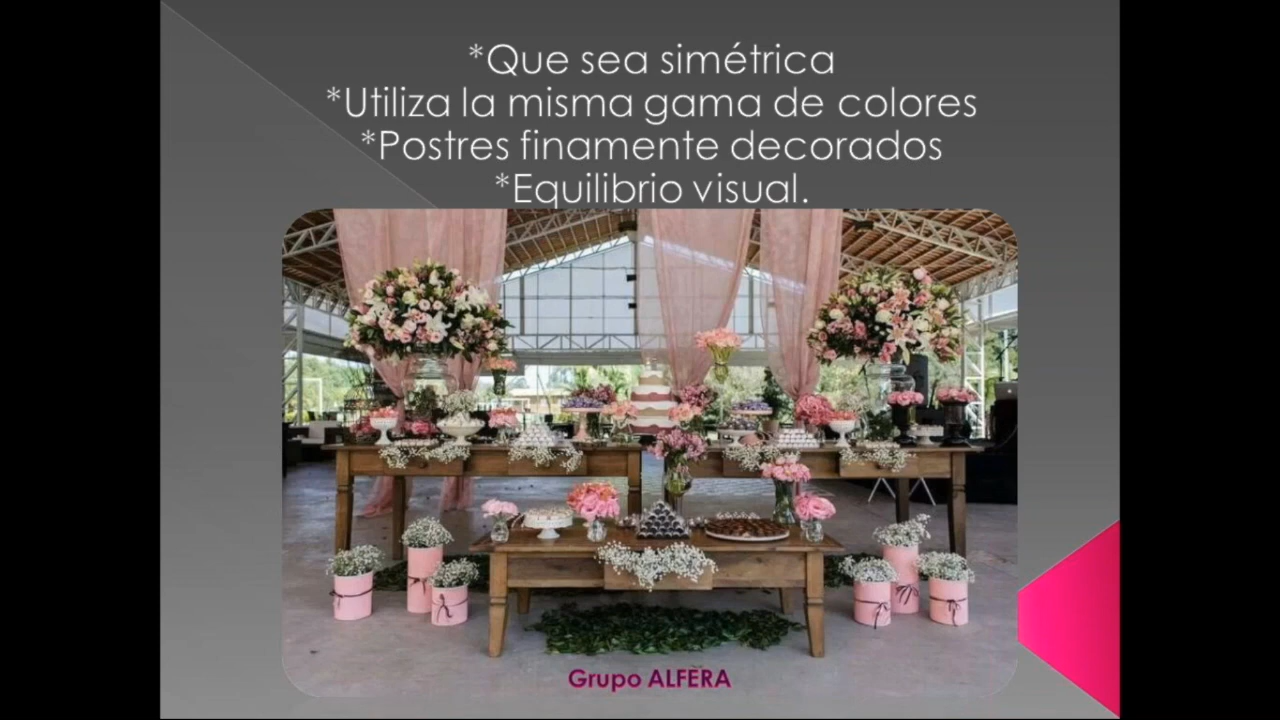 *Que sea simétrica
*Utiliza la misma gama de colores
*Postres finamente decorados
*Equilibrio visual.
Grupo ALFERA